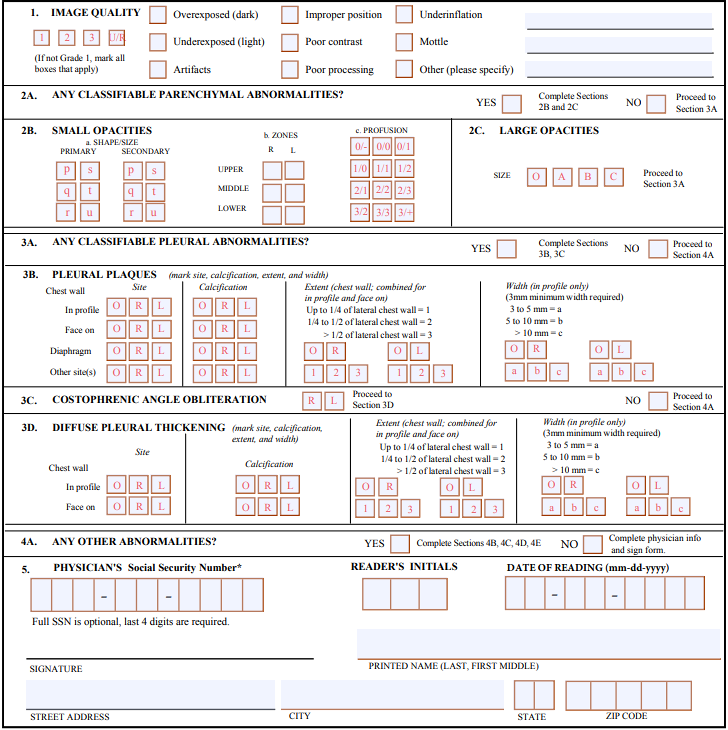 1. IMAGE QUALITY
Overexposed (dark) Improper position Underinflation
1 2 3 U/R
Underexposed (light) Poor contrast Mottle
(If not Grade 1, mark all
boxes that apply)
Artifacts Poor processing Other (please specify)
2A. ANY CLASSIFIABLE PARENCHYMAL ABNORMALITIES?
YES Complete Sections
2B and 2C
NO Proceed to
Section 3A
2B. SMALL OPACITIES
a. SHAPE/SIZE
PRIMARY SECONDARY
p s p s
q t q t
r u r u
b. ZONES
R L
UPPER
MIDDLE
LOWER
c. PROFUSION
0/- 0/0 0/1
1/0 1/1 1/2
2/1 2/2 2/3
3/2 3/3 3/+
2C. LARGE OPACITIES
SIZE O A B C Proceed to
Section 3A
3A. ANY CLASSIFIABLE PLEURAL ABNORMALITIES?
YES Complete Sections
3B, 3C
NO Proceed to
Section 4A
3B. PLEURAL PLAQUES (mark site, calcification, extent, and width)
Chest wall Site Calcification
In profile O R L O R L
Face on O R L O R L
Diaphragm O R L O R L
Other site(s) O R L O R L
Extent (chest wall; combined for
in profile and face on)
Up to 1/4 of lateral chest wall = 1
1/4 to 1/2 of lateral chest wall = 2
> 1/2 of lateral chest wall = 3
O R O L
1 2 3 1 2 3
Width (in profile only)
(3mm minimum width required)
3 to 5 mm = a
5 to 10 mm = b
> 10 mm = c
O R O L
a b c a b c
3C. COSTOPHRENIC ANGLE OBLITERATION
R L Proceed to
Section 3D
NO Proceed to
Section 4A
3D. DIFFUSE PLEURAL THICKENING (mark site, calcification,
extent, and width)
Site
Chest wall Calcification
In profile O R L O R L
Face on O R L O R L
Extent (chest wall; combined for
in profile and face on)
Up to 1/4 of lateral chest wall = 1
1/4 to 1/2 of lateral chest wall = 2
> 1/2 of lateral chest wall = 3
O R O L
1 2 3 1 2 3
Width (in profile only)
(3mm minimum width required)
3 to 5 mm = a
5 to 10 mm = b
> 10 mm = c
O R O L
a b c a b c
4A. ANY OTHER ABNORMALITIES?
YES Complete Sections 4B, 4C, 4D, 4E
NO Complete physician info
and sign form.
5. PHYSICIAN'S Social Security Number* READER'S INITIALS DATE OF READING (mm-dd-yyyy)
- - - -
Full SSN is optional, last 4 digits are required.
SIGNATURE PRINTED NAME (LAST, FIRST MIDDLE)
STREET ADDRESS CITY STATE ZIP CODE